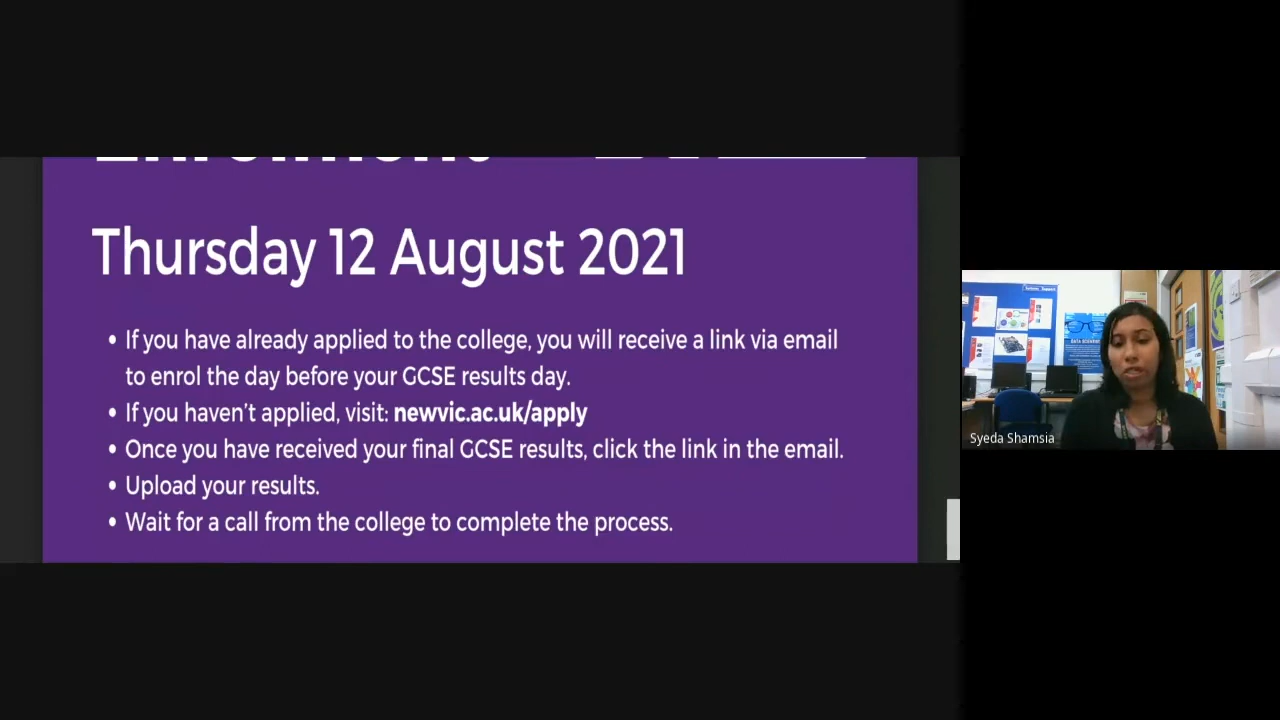 Enrolment
Thursday 12 August 2021
• If you have already applied to the college, you will receive a link via email
to enrol the day before your GCSE results day.
• If you haven't applied, visit: newvic.ac.uk/apply
• Once you have received your final GCSE results, click the link in the email.
• Upload your results.
• Wait for a call from the college to complete the process.
Syeda Shamsia